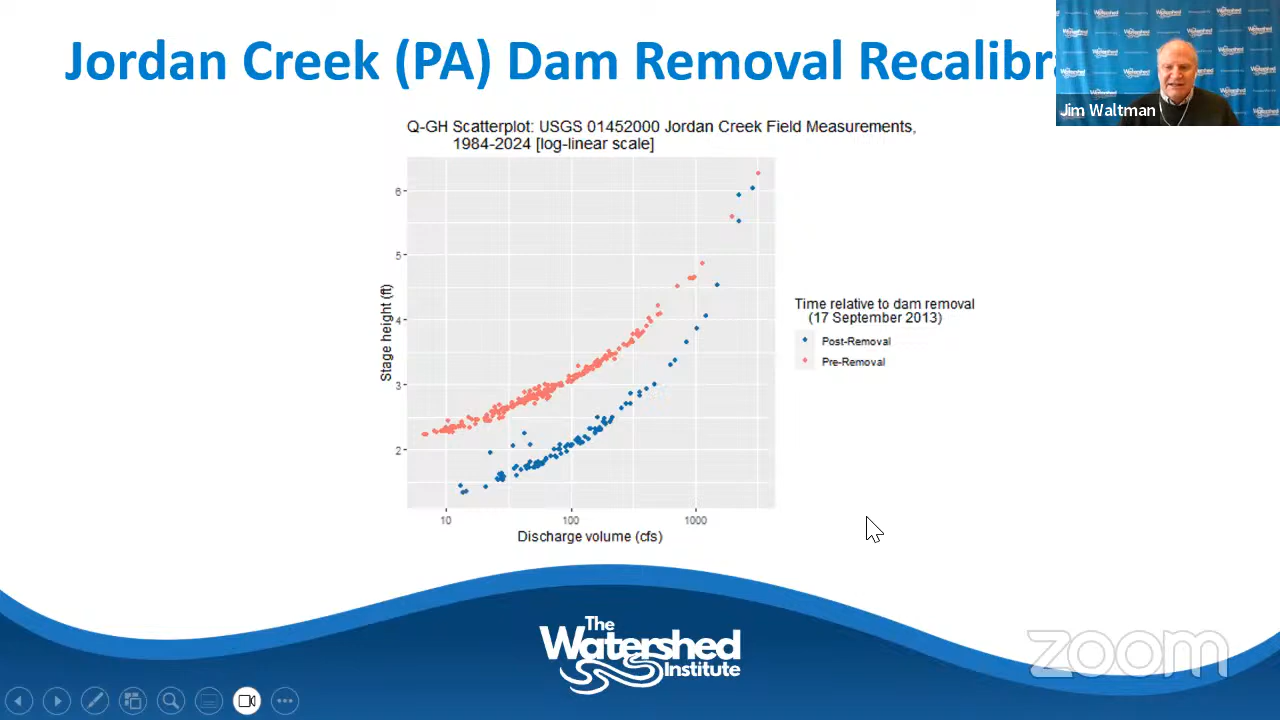 Jordan Creek (PA) Dam Removal Recalibra
Jim Waltman
Q-GH Scatterplot: USGS 01452000 Jordan Creek Field Measurements,
1984-2024 [log-linear scale]
6
5
4
3
2
Stage height (ft)
10 100 1000
Discharge volume (cfs)
Time relative to dam removal
(17 September 2013)
Post-Removal
Pre-Removal
The
Watershed
Institute
zoom